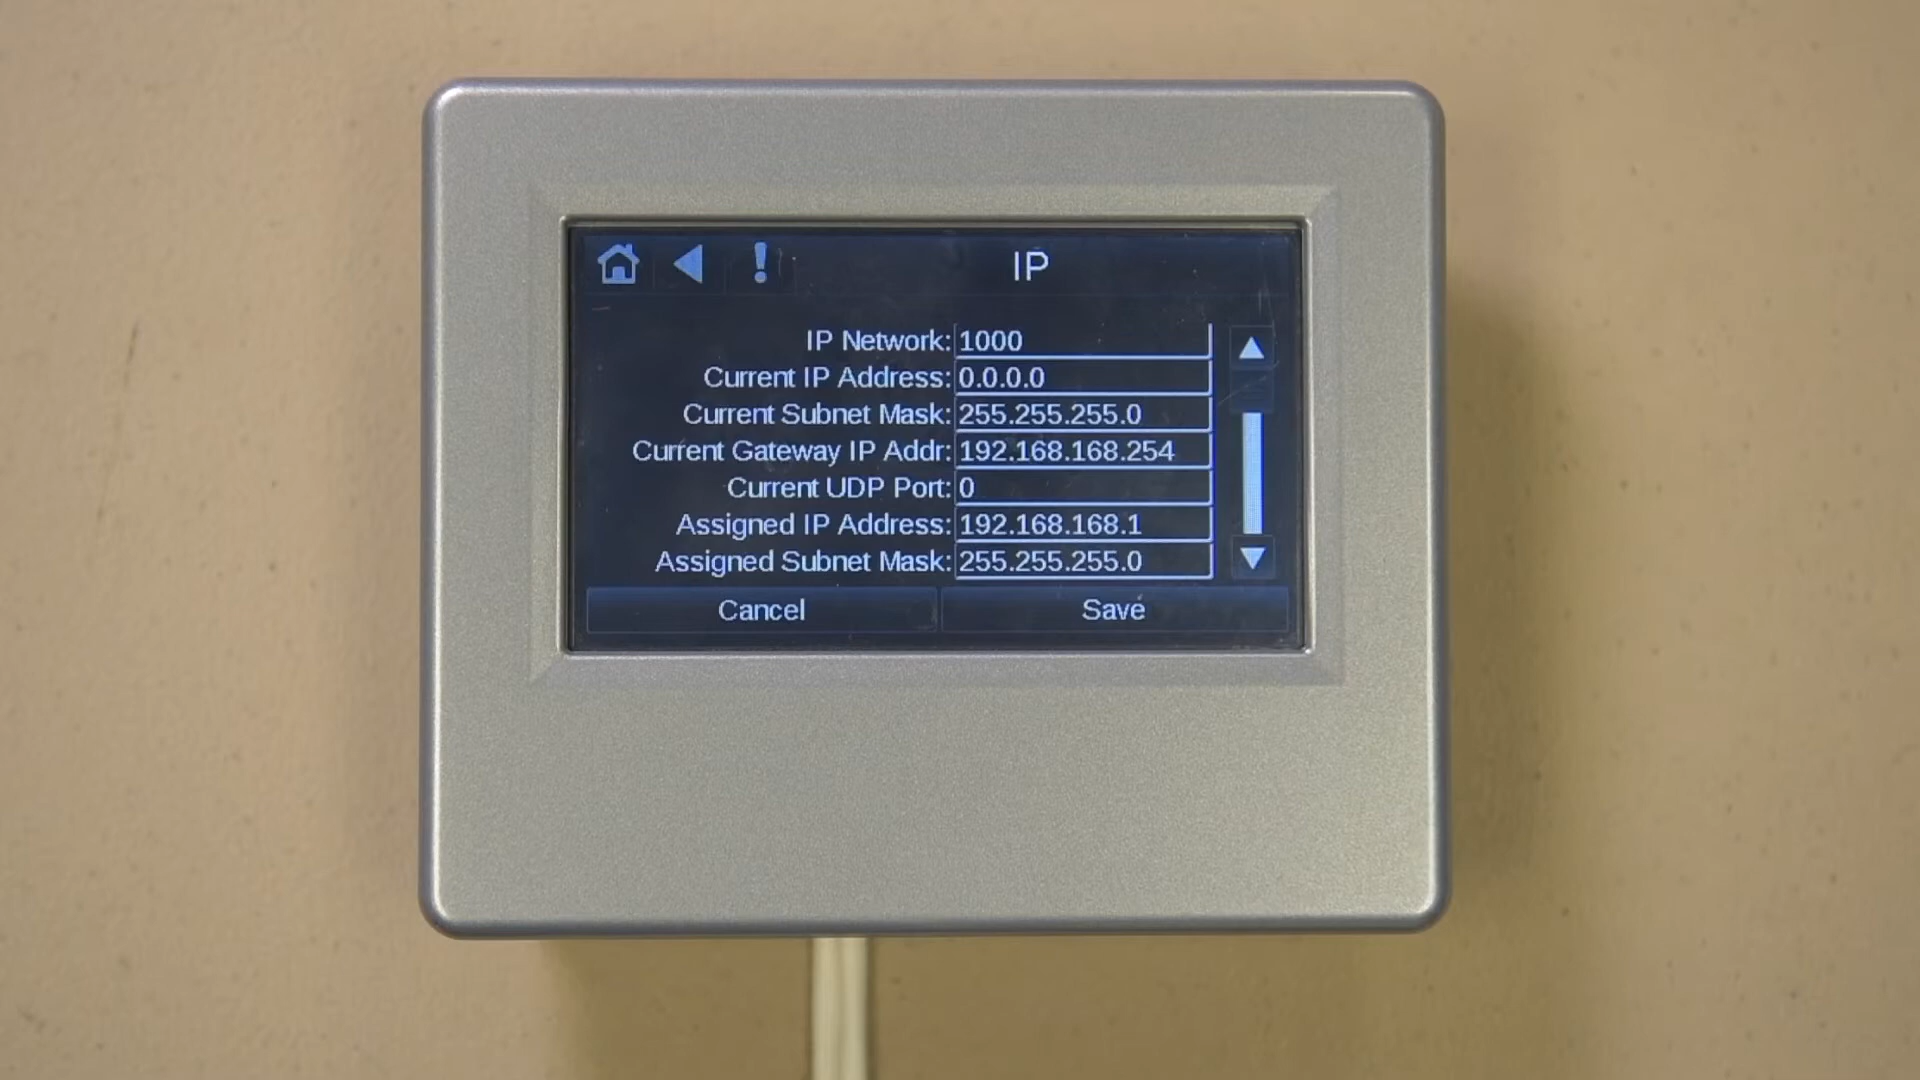 IP
IP Network: 1000
Current IP Address: 0.0.0.0
Current Subnet Mask: 255.255.255.0
Current Gateway IP Addr: 192.168.168.254
Current UDP Port: 0
Assigned IP Address: 192.168.168.1
Assigned Subnet Mask: 255.255.255.0
Cancel Save